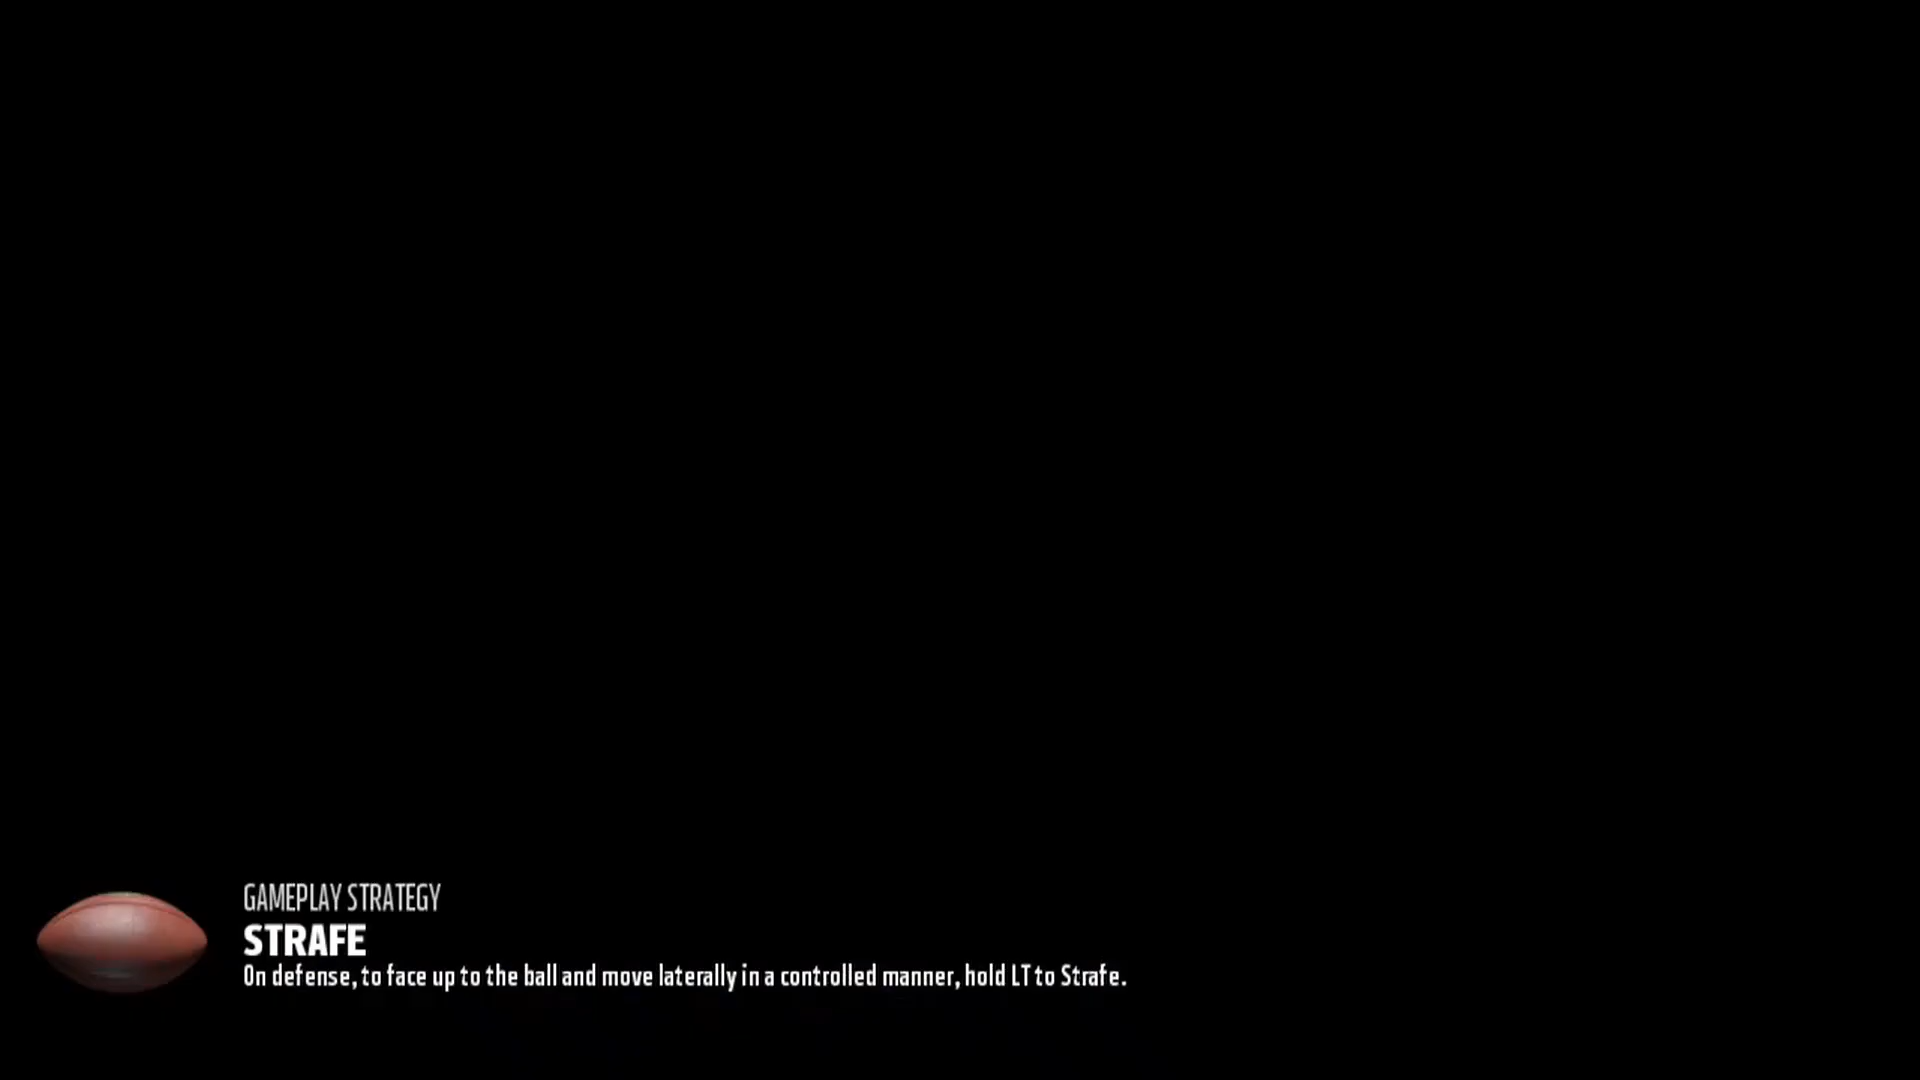 GAMEPLAY STRATEGY
STRAFE
On defense, to face up to the ball and move laterally in a controlled manner, hold LT to Strafe.